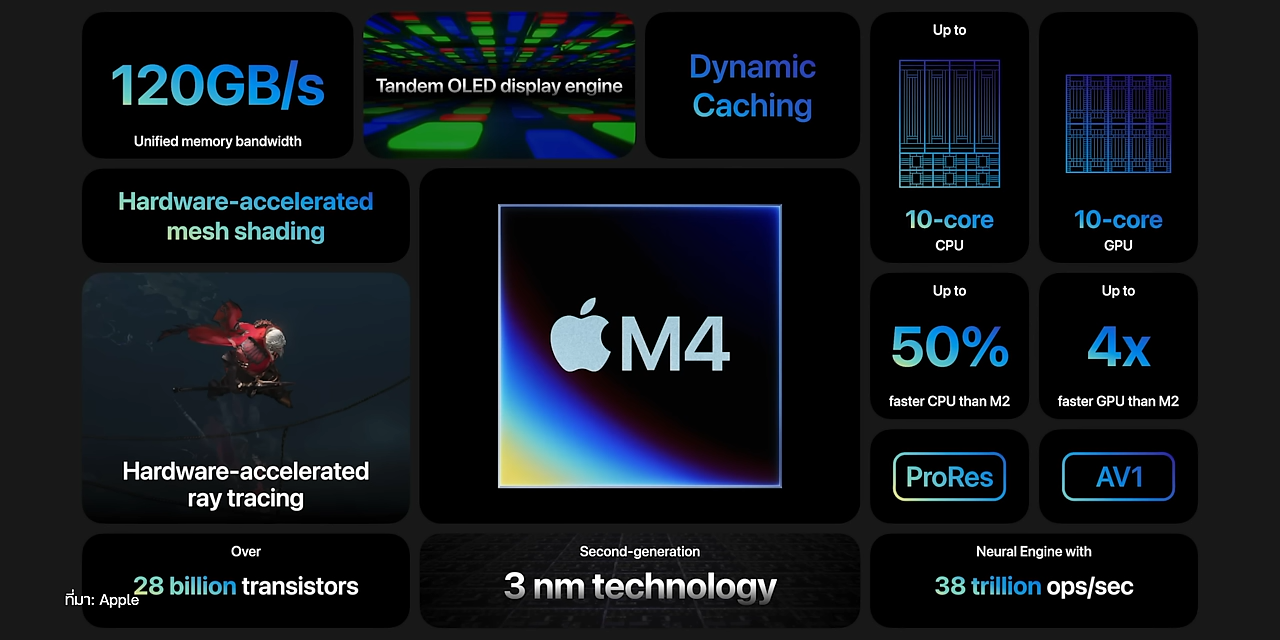 120GB/s
Unified memory bandwidth
Tandem OLED display engine
Dynamic
Caching
Up to
10-core
CPU
10-core
GPU
Hardware-accelerated
mesh shading
M4
Up to
50%
faster CPU than M2
Up to
4x
faster GPU than M2
Hardware-accelerated
ray tracing
ProRes
AV1
Over
28 billion transistors
Second-generation
3 nm technology
Neural Engine with
38 trillion ops/sec
ที่มา: Apple